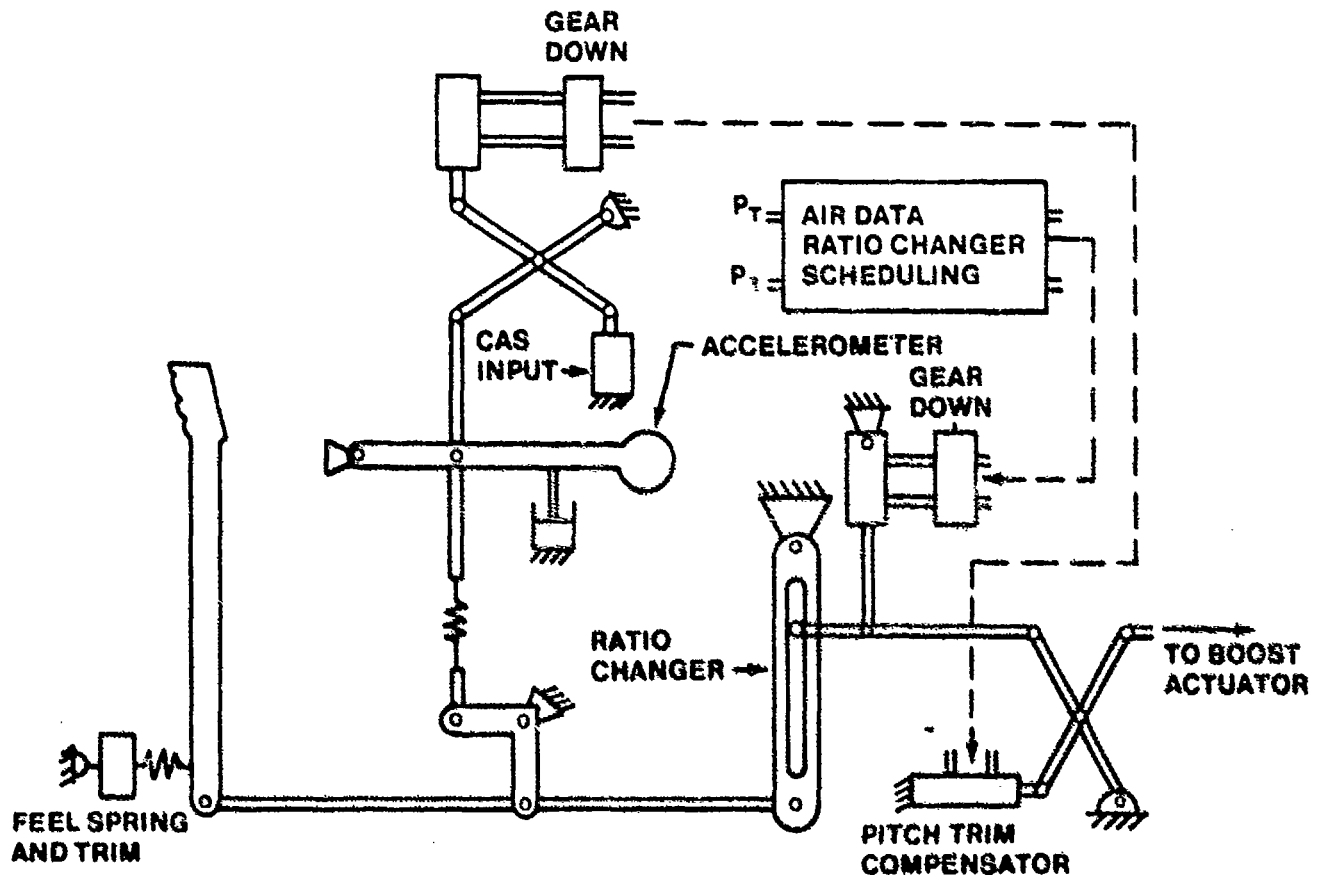 GEAR
DOWN
PT
AIR DATA
RATIO CHANGER
SCHEDULING
CAS
INPUT
ACCELEROMETER
GEAR
DOWN
RATIO
CHANGER
TO BOOST
ACTUATOR
FEEL SPRING
AND TRIM
PITCH TRIM
COMPENSATOR